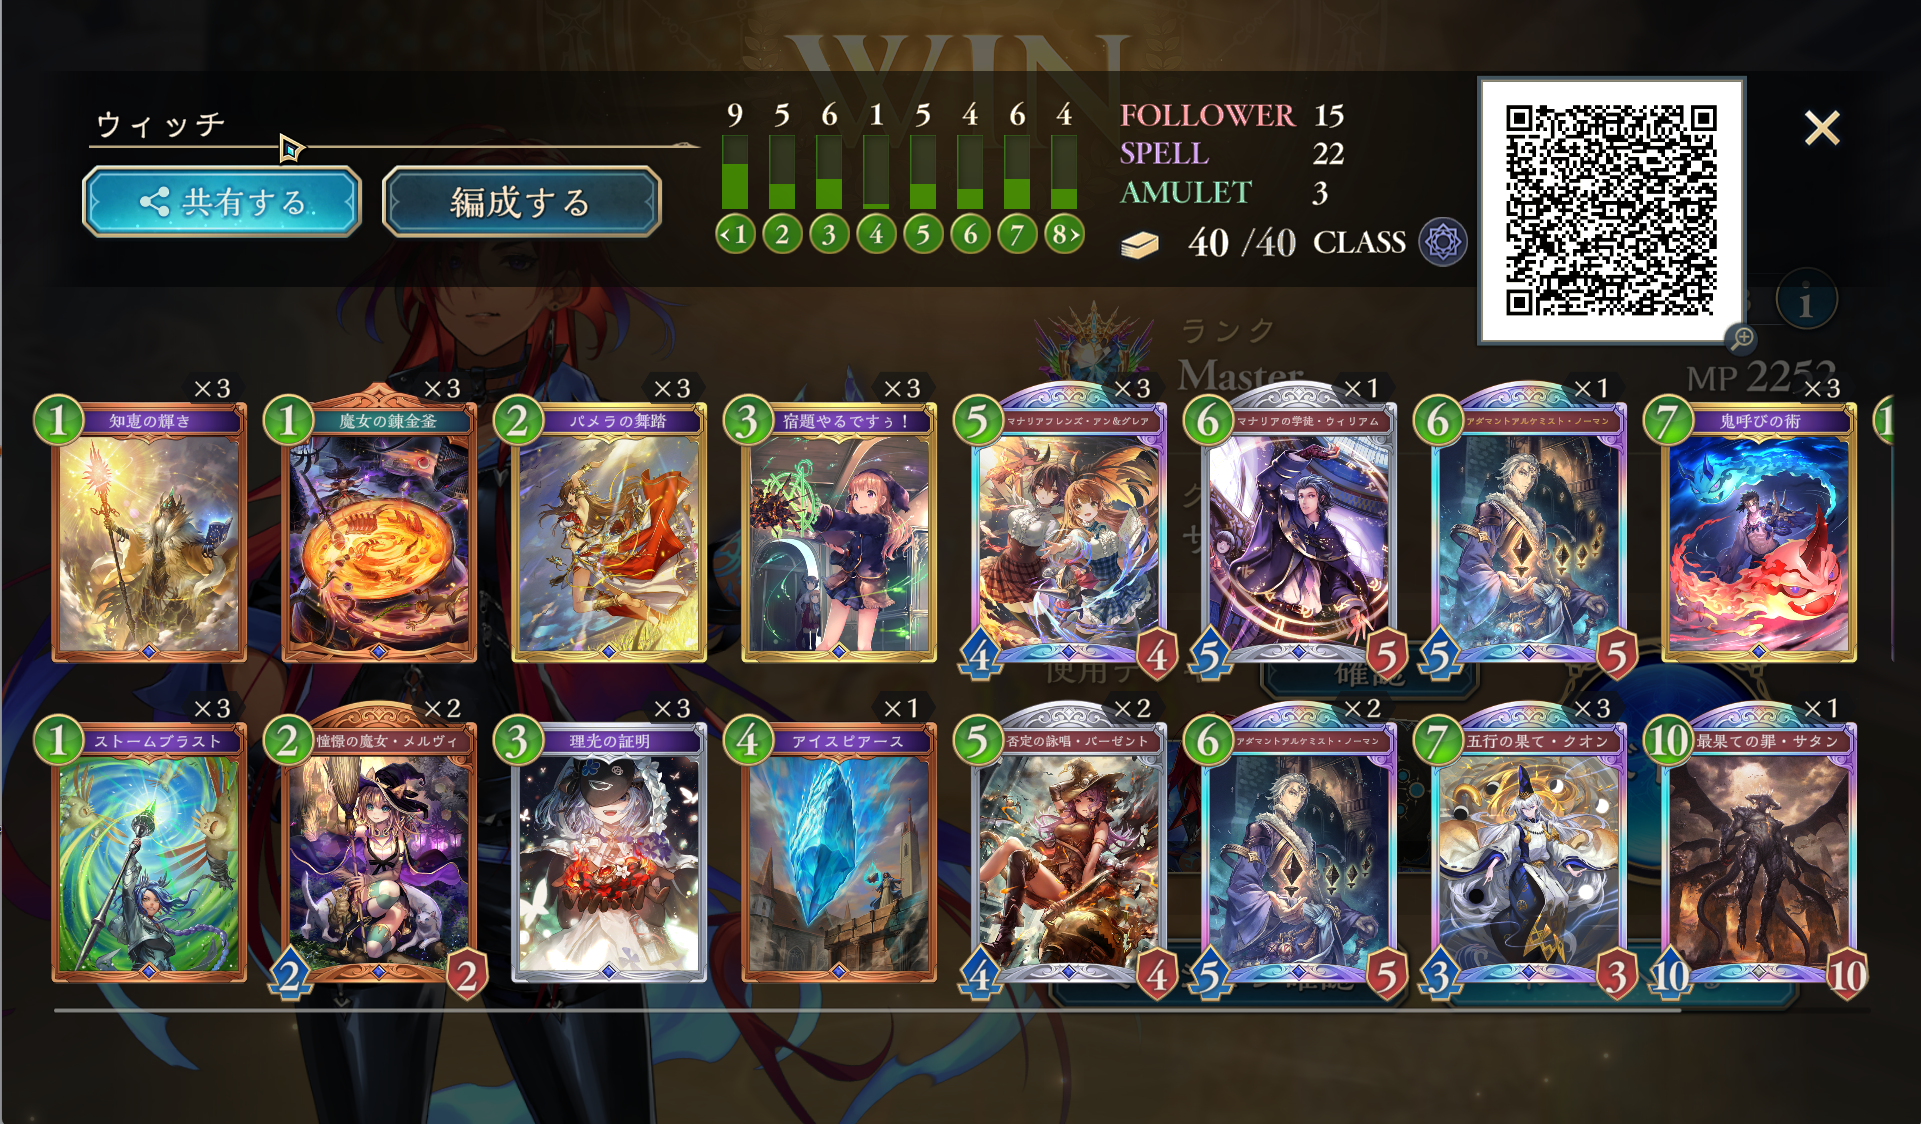 WIN
ウィッチ
共有する
編成する
9 5 6 1 5 4 6 4
<1 2 3 4 5 6 7 8>
FOLLOWER 15
SPELL 22
AMULET 3
40 /40 CLASS
ランク
Master
MP 2252
×3 ×3 ×3 ×3 ×3 ×1 ×1 ×3
1 知恵の輝き
1 魔女の錬金釜
2 パメラの舞踏
3 宿題やるですぅ！
5 マナリアフレンズ・アン&グレア
4 4
6 マナリアの学徒・ウィリアム
5 5
6 アダマントアルケミスト・ノーマン
5 5
7 鬼呼びの術
1
確認
×3 ×2 ×3 ×1 ×2 ×2 ×3 ×1
1 ストームブラスト
2 憧憬の魔女・メルヴィ
2 2
3 理光の証明
4 アイスピアース
5 否定の詠唱・バーゼント
4 4
6 アダマントアルケミスト・ノーマン
5 5
7 五行の果て・クオン
3 3
10 最果ての罪・サタン
10 10